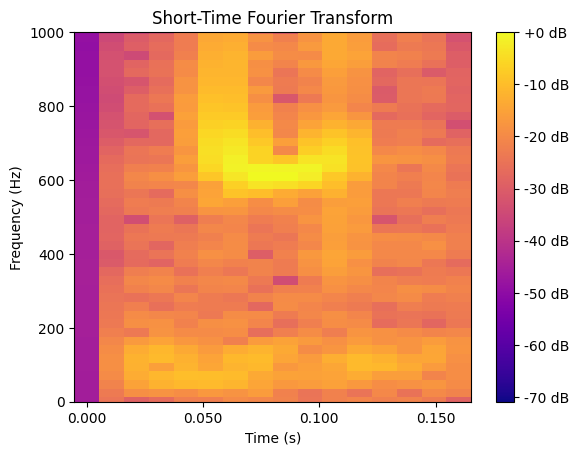 Short-Time Fourier Transform
1000
800
600
400
200
0
Frequency (Hz)
0.000
0.050
0.100
0.150
Time (s)
+0 dB
-10 dB
-20 dB
-30 dB
-40 dB
-50 dB
-60 dB
-70 dB